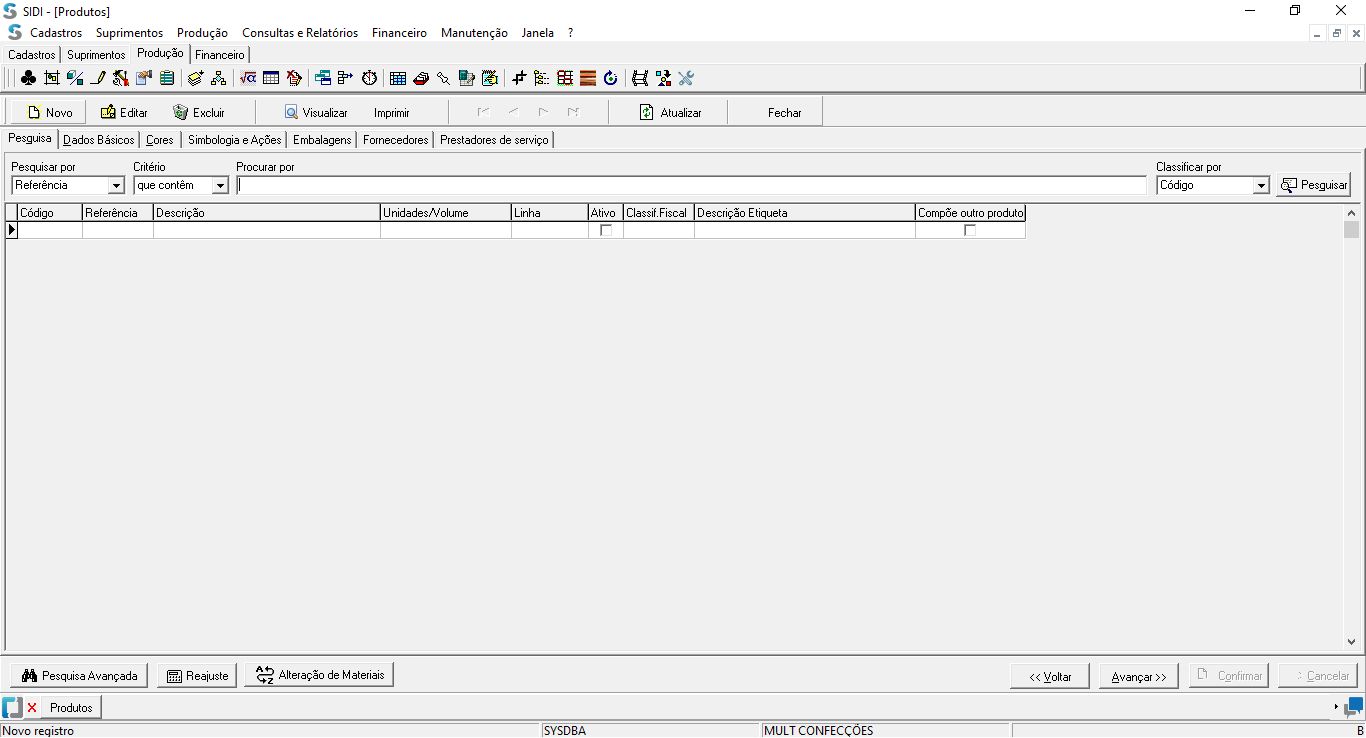 SIDI - [Produtos]
Cadastros Suprimentos Produção Consultas e Relatórios Financeiro Manutenção Janela ?
Cadastros Suprimentos Produção Financeiro
Novo Editar Excluir Visualizar Imprimir Atualizar Fechar
Pesquisa Dados Básicos Cores Simbologia e Ações Embalagens Fornecedores Prestadores de serviço
Pesquisar por Critério Procurar por Classificar por
Referência que contêm Código Pesquisar
Código Referência Descrição Unidades/Volume Linha Ativo Classif.Fiscal Descrição Etiqueta Compõe outro produto
Pesquisa Avançada Reajuste Alteração de Materiais << Voltar Avançar >> Confirmar Cancelar
Produtos
Novo registro SYSDBA MULT CONFECÇÕES B